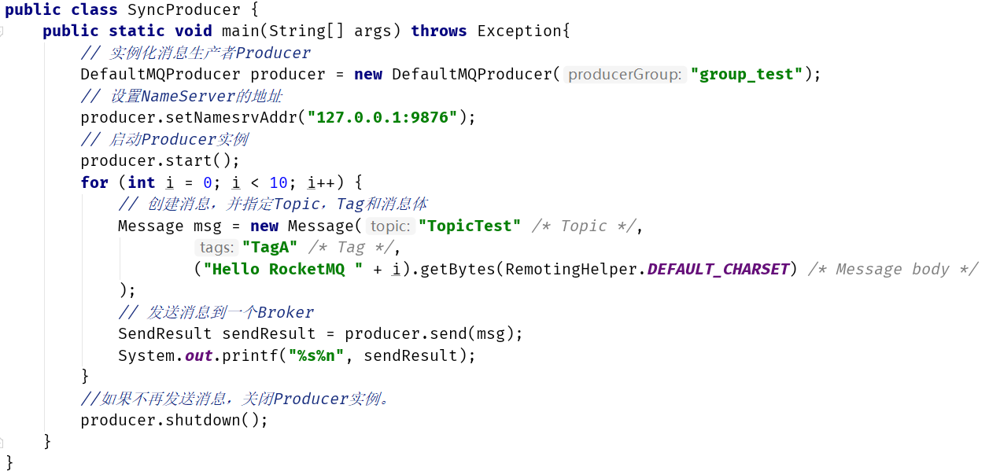 public class SyncProducer {
    public static void main(String[] args) throws Exception{
        // 实例化消息生产者Producer
        DefaultMQProducer producer = new DefaultMQProducer( producerGroup: "group_test");
        // 设置NameServer的地址
        producer.setNamesrvAddr("127.0.0.1:9876");
        // 启动Producer实例
        producer.start();
        for (int i = 0; i < 10; i++) {
            // 创建消息，并指定Topic，Tag和消息体
            Message msg = new Message( topic: "TopicTest" /* Topic */,
                    tags: "TagA" /* Tag */,
                    ("Hello RocketMQ " + i).getBytes(RemotingHelper.DEFAULT_CHARSET) /* Message body */
            );
            // 发送消息到一个Broker
            SendResult sendResult = producer.send(msg);
            System.out.printf("%s%n", sendResult);
        }
        //如果不再发送消息，关闭Producer实例。
        producer.shutdown();
    }
}